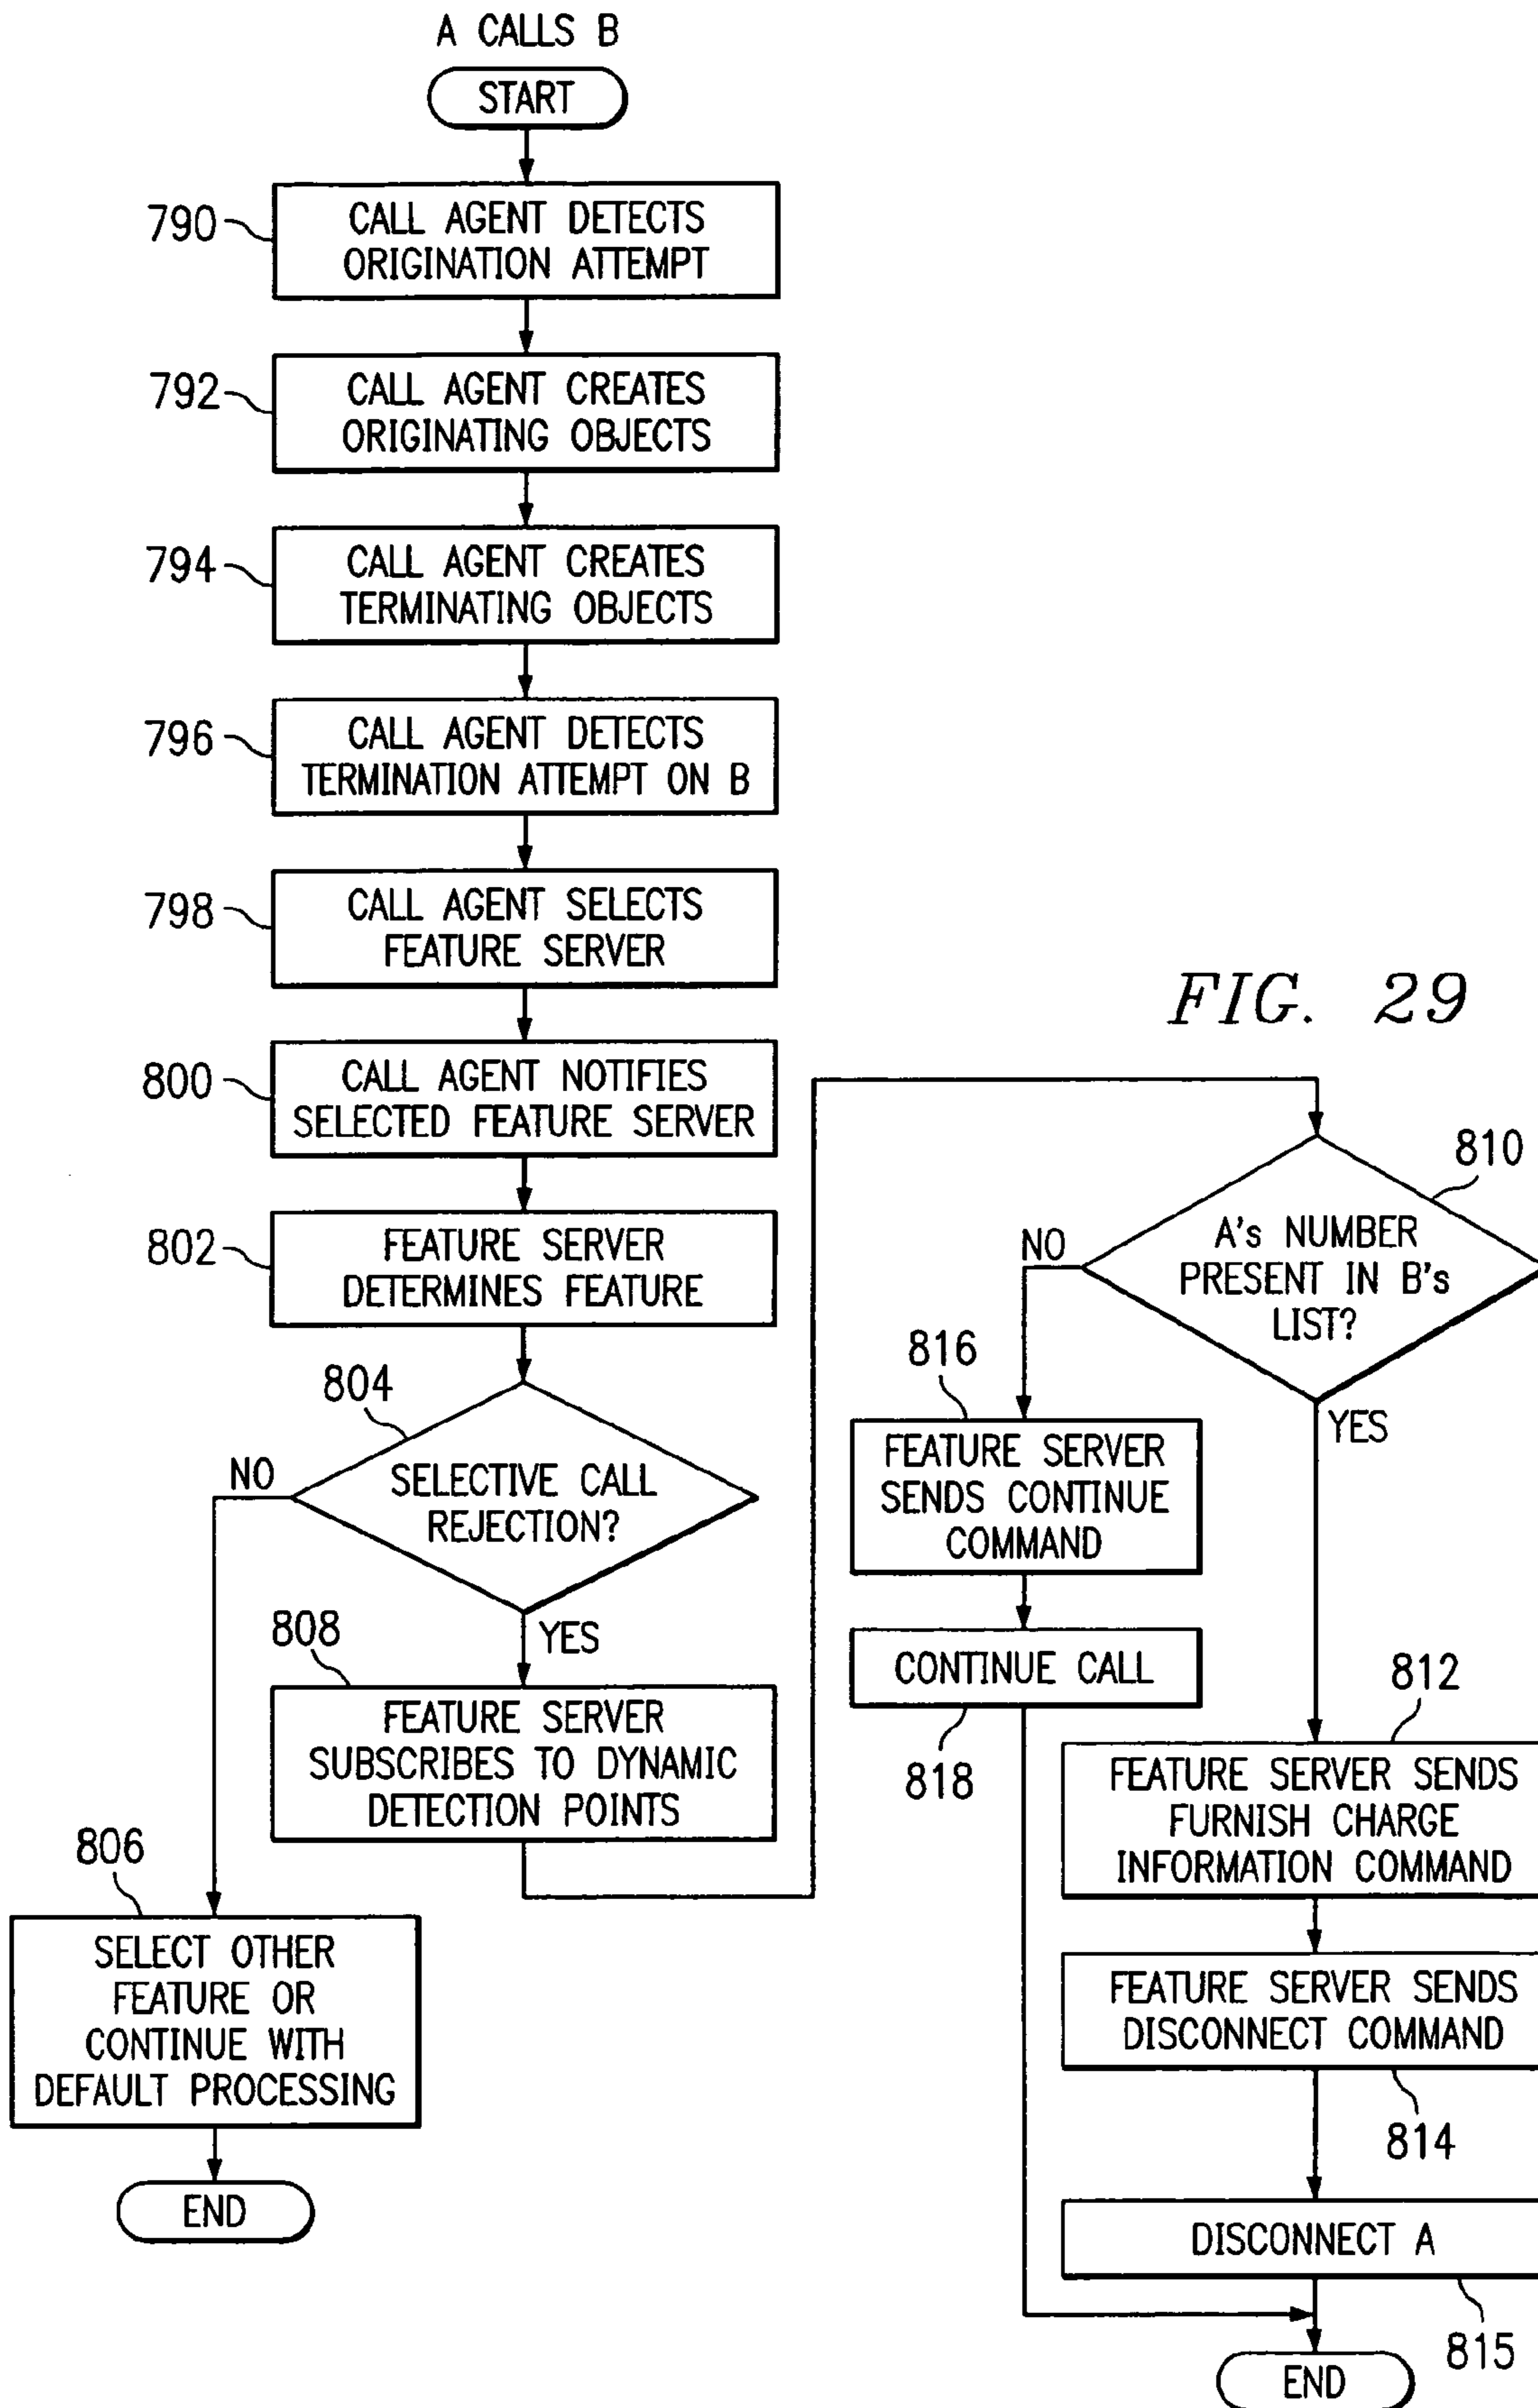 A CALLS B
START
790
CALL AGENT DETECTS
ORIGINATION ATTEMPT
792
CALL AGENT CREATES
ORIGINATING OBJECTS
794
CALL AGENT CREATES
TERMINATING OBJECTS
796
CALL AGENT DETECTS
TERMINATION ATTEMPT ON B
798
CALL AGENT SELECTS
FEATURE SERVER
800
CALL AGENT NOTIFIES
SELECTED FEATURE SERVER
802
FEATURE SERVER
DETERMINES FEATURE
804
SELECTIVE CALL
REJECTION?
NO
YES
808
FEATURE SERVER
SUBSCRIBES TO DYNAMIC
DETECTION POINTS
806
SELECT OTHER
FEATURE OR
CONTINUE WITH
DEFAULT PROCESSING
END
FIG. 29
810
A's NUMBER
PRESENT IN B's
LIST?
NO
YES
816
FEATURE SERVER
SENDS CONTINUE
COMMAND
CONTINUE CALL
818
812
FEATURE SERVER SENDS
FURNISH CHARGE
INFORMATION COMMAND
FEATURE SERVER SENDS
DISCONNECT COMMAND
814
DISCONNECT A
815
END